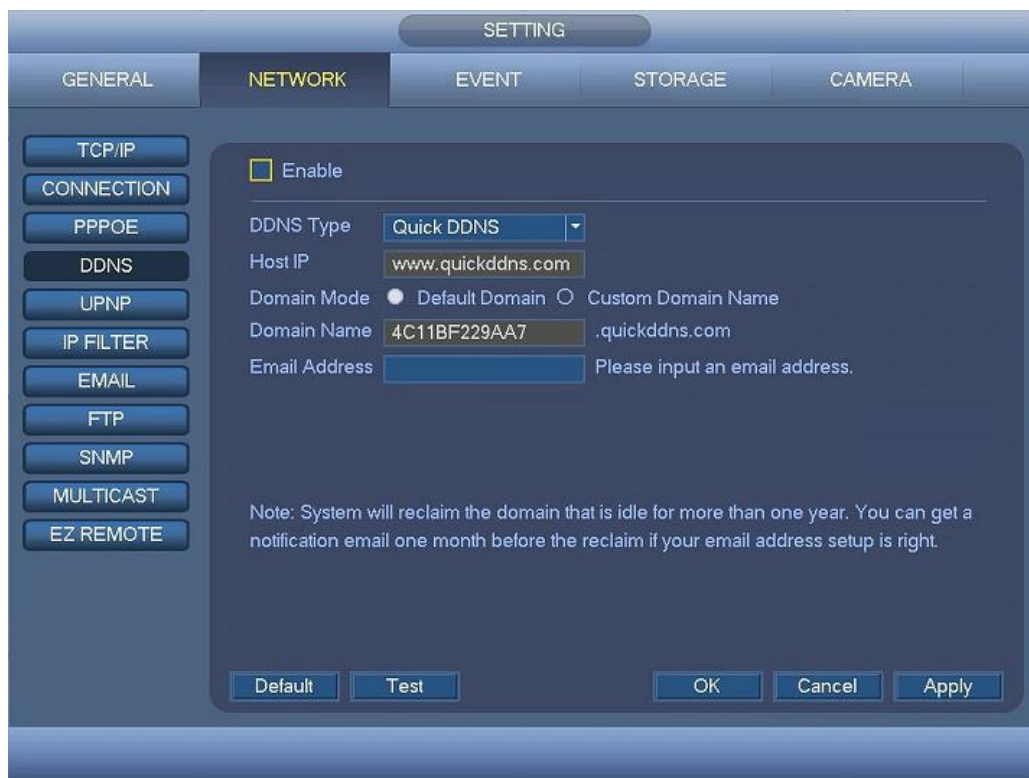 SETTING
GENERAL NETWORK EVENT STORAGE CAMERA
TCP/IP
CONNECTION
PPPOE
DDNS
UPNP
IP FILTER
EMAIL
FTP
SNMP
MULTICAST
EZ REMOTE
Enable
DDNS Type Quick DDNS
Host IP www.quickddns.com
Domain Mode Default Domain Custom Domain Name
Domain Name 4C11BF229AA7 .quickddns.com
Email Address Please input an email address.
Note: System will reclaim the domain that is idle for more than one year. You can get a
notification email one month before the reclaim if your email address setup is right.
Default Test OK Cancel Apply